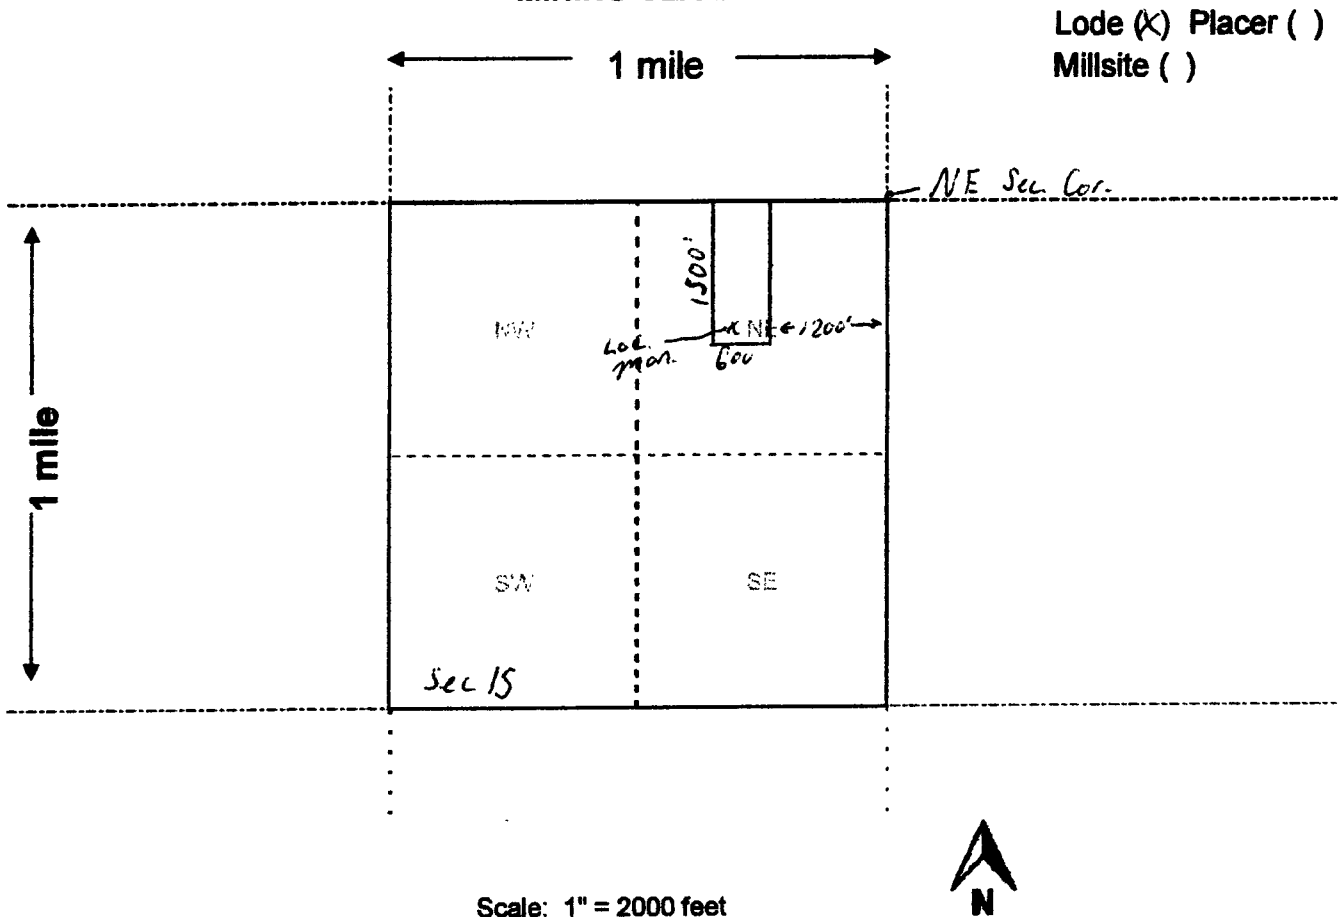 Lode (X) Placer ( )
Millsite ( )
1 mile
NE Sec. Cor.
1500'
NW
Loc.
mon.
x NE
1200'
600
1 mile
SW
SE
Sec 15
Scale: 1" = 2000 feet
N